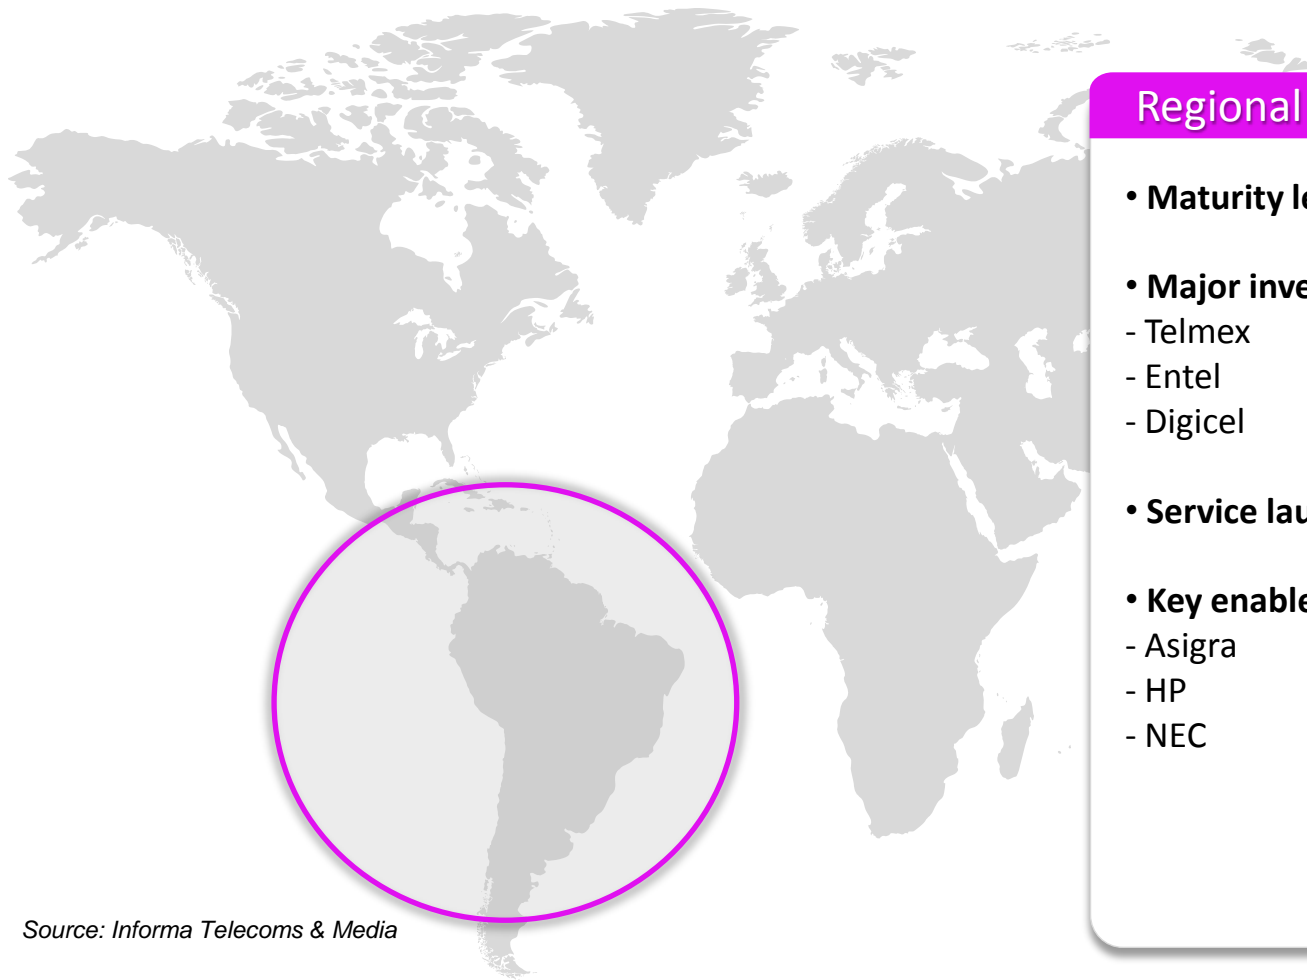 Regional
• Maturity le
• Major inve
- Telmex
- Entel
- Digicel
• Service lau
• Key enable
- Asigra
- HP
- NEC
Source: Informa Telecoms & Media